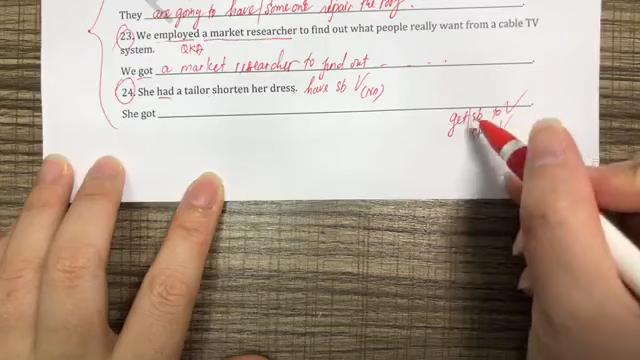 They are going to have / someone repair the
23. We employed a market researcher to find out what people really want from a cable TV
system. QKĐ
We got a market researcher to find out . . . . .
24. She had a tailor shorten her dress. have sb V (No)
She got
get sb to V